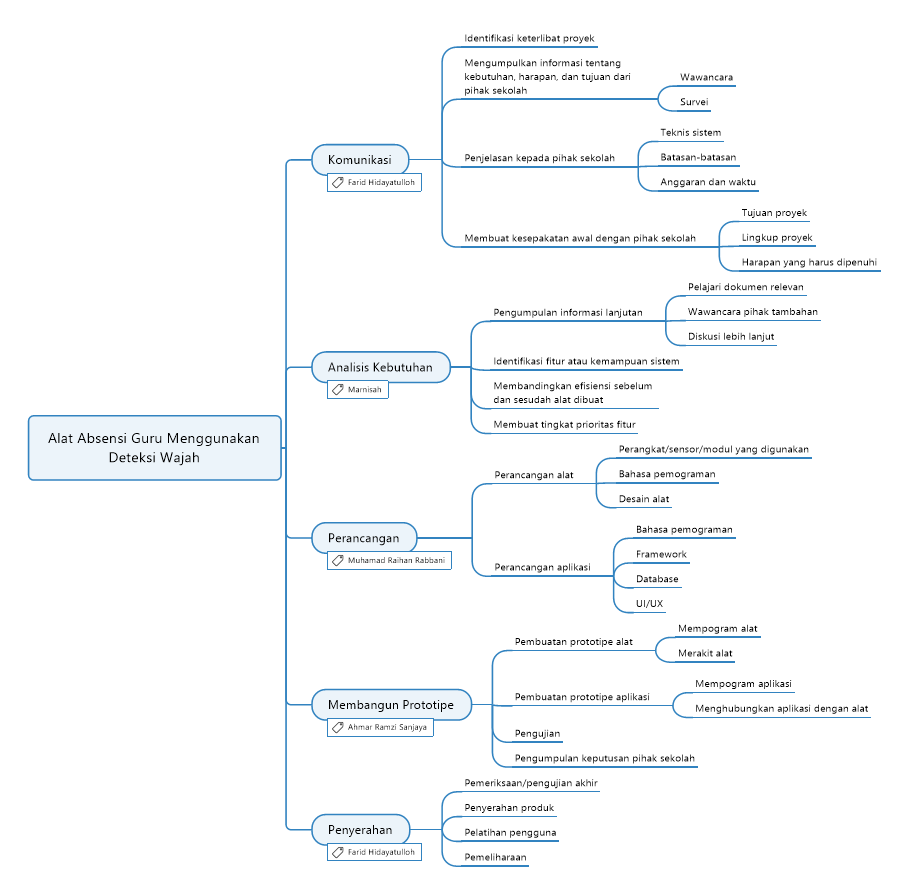 Alat Absensi Guru Menggunakan
Deteksi Wajah
Komunikasi
Farid Hidayatulloh
Identifikasi keterlibat proyek
Mengumpulkan informasi tentang
kebutuhan, harapan, dan tujuan dari
pihak sekolah
Wawancara
Survei
Penjelasan kepada pihak sekolah
Teknis sistem
Batasan-batasan
Anggaran dan waktu
Membuat kesepakatan awal dengan pihak sekolah
Tujuan proyek
Lingkup proyek
Harapan yang harus dipenuhi
Analisis Kebutuhan
Marnisah
Pengumpulan informasi lanjutan
Pelajari dokumen relevan
Wawancara pihak tambahan
Diskusi lebih lanjut
Identifikasi fitur atau kemampuan sistem
Membandingkan efisiensi sebelum
dan sesudah alat dibuat
Membuat tingkat prioritas fitur
Perancangan
Muhamad Raihan Rabbani
Perancangan alat
Perangkat/sensor/modul yang digunakan
Bahasa pemograman
Desain alat
Perancangan aplikasi
Bahasa pemograman
Framework
Database
UI/UX
Membangun Prototipe
Ahmar Ramzi Sanjaya
Pembuatan prototipe alat
Mempogram alat
Merakit alat
Pembuatan prototipe aplikasi
Mempogram aplikasi
Menghubungkan aplikasi dengan alat
Pengujian
Pengumpulan keputusan pihak sekolah
Penyerahan
Farid Hidayatulloh
Pemeriksaan/pengujian akhir
Penyerahan produk
Pelatihan pengguna
Pemeliharaan